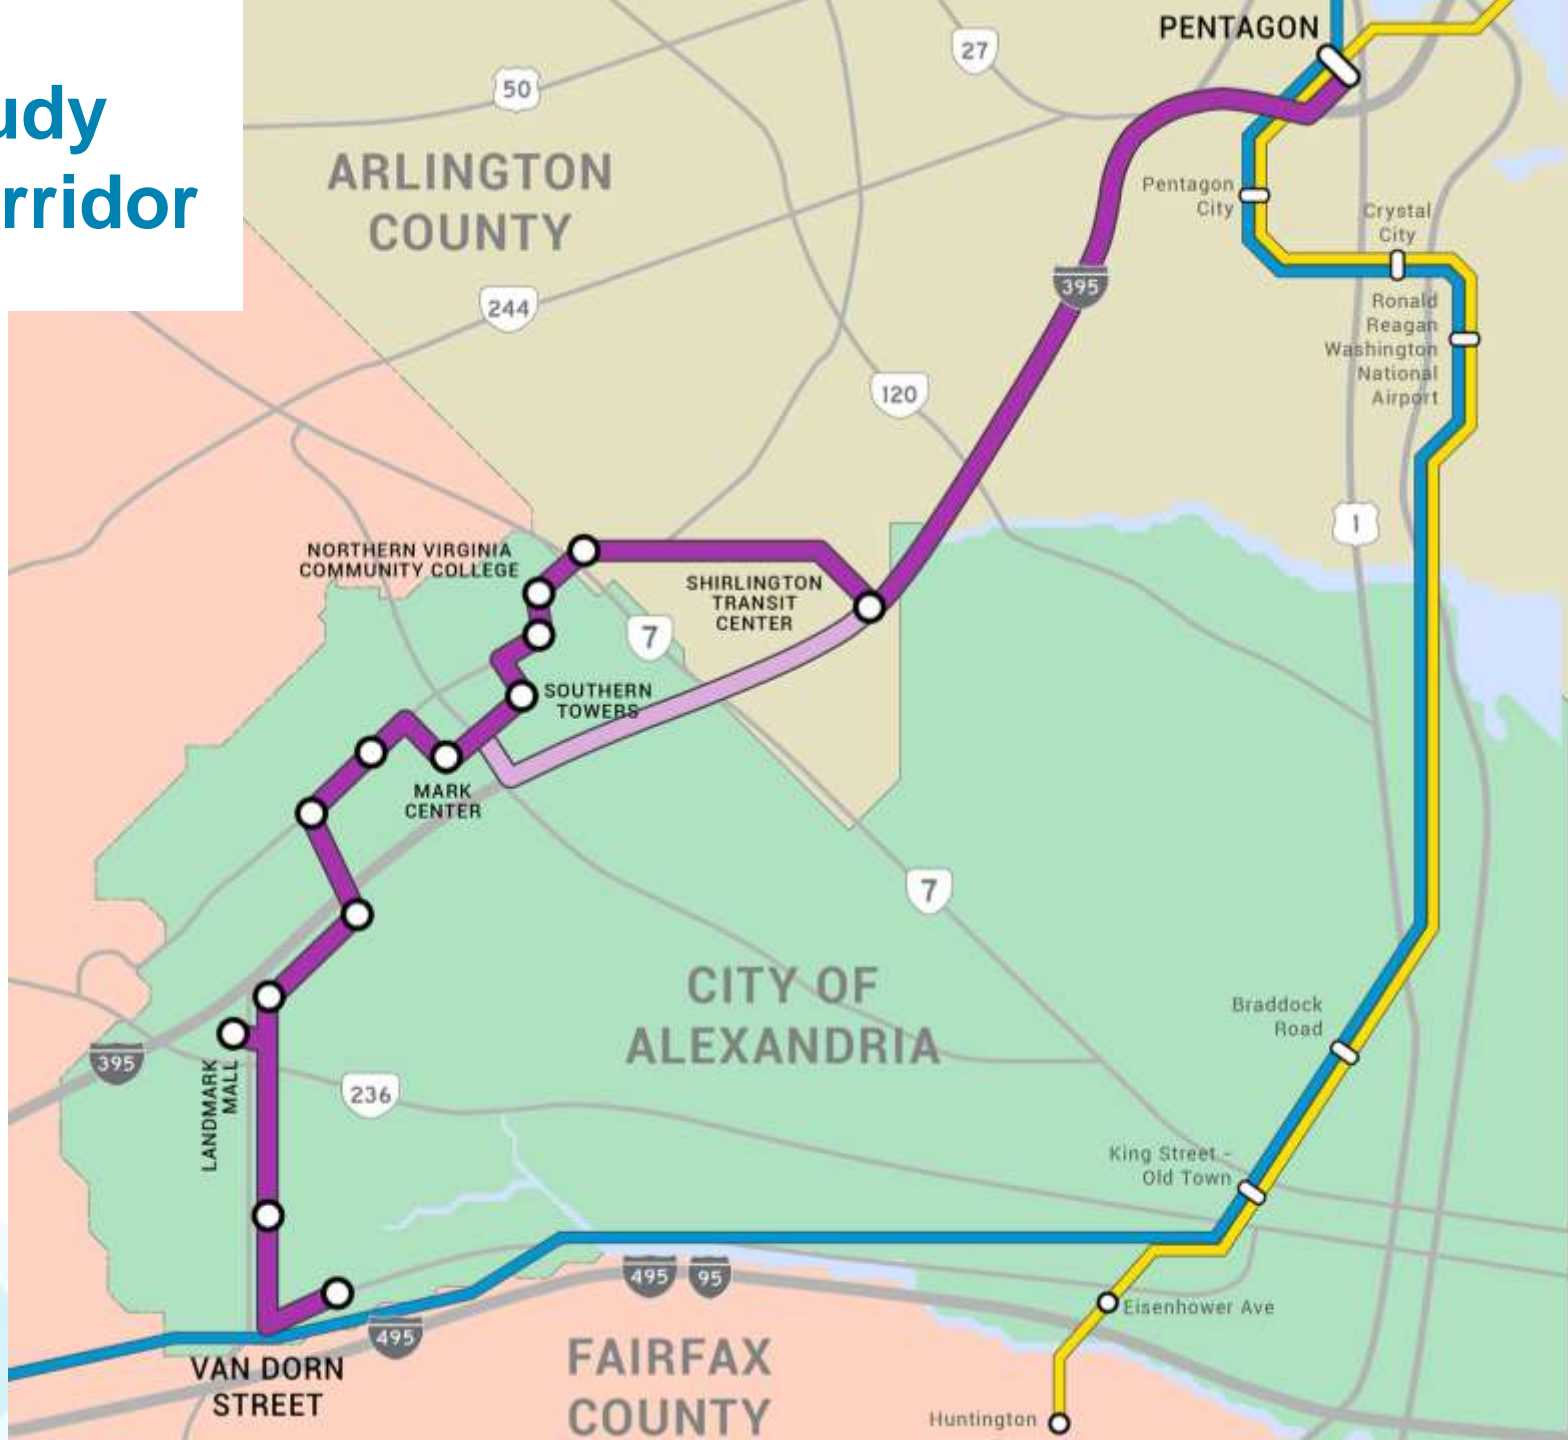 udy
rridor
PENTAGON
27
50
ARLINGTON
COUNTY
Pentagon
City
Crystal
City
395
244
Ronald
Reagan
Washington
National
Airport
120
1
NORTHERN VIRGINIA
COMMUNITY COLLEGE
SHIRLINGTON
TRANSIT
CENTER
7
SOUTHERN
TOWERS
MARK
CENTER
7
CITY OF
ALEXANDRIA
Braddock
Road
395
LANDMARK
MALL
236
King Street -
Old Town
495
95
Eisenhower Ave
495
FAIRFAX
COUNTY
VAN DORN
STREET
Huntington